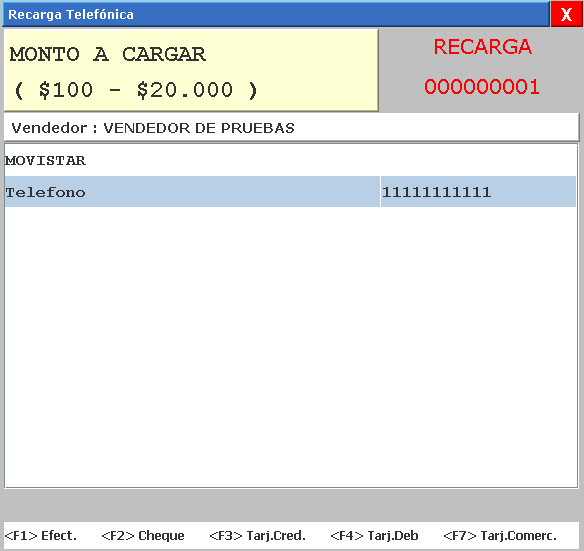 Recarga Telefónica
X
MONTO A CARGAR
( $100 - $20.000 )
RECARGA
000000001
Vendedor : VENDEDOR DE PRUEBAS
MOVISTAR
Telefono 11111111111
<F1> Efect. <F2> Cheque <F3> Tarj.Cred. <F4> Tarj.Deb <F7> Tarj.Comerc.